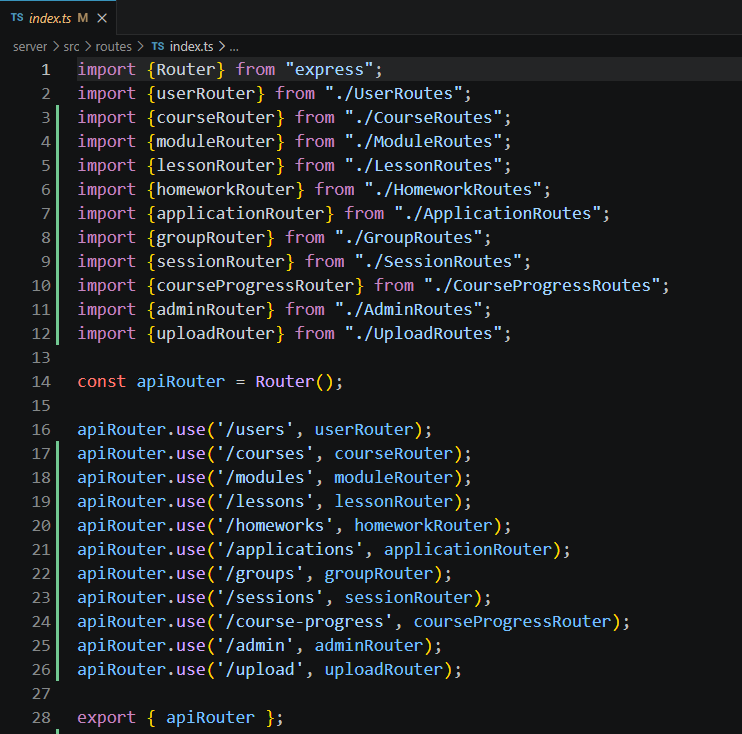 TS index.ts M ×
server > src > routes > TS index.ts > ...
1 import {Router} from "express";
2 import {userRouter} from "./UserRoutes";
3 import {courseRouter} from "./CourseRoutes";
4 import {moduleRouter} from "./ModuleRoutes";
5 import {lessonRouter} from "./LessonRoutes";
6 import {homeworkRouter} from "./HomeworkRoutes";
7 import {applicationRouter} from "./ApplicationRoutes";
8 import {groupRouter} from "./GroupRoutes";
9 import {sessionRouter} from "./SessionRoutes";
10 import {courseProgressRouter} from "./CourseProgressRoutes";
11 import {adminRouter} from "./AdminRoutes";
12 import {uploadRouter} from "./UploadRoutes";
13
14 const apiRouter = Router();
15
16 apiRouter.use('/users', userRouter);
17 apiRouter.use('/courses', courseRouter);
18 apiRouter.use('/modules', moduleRouter);
19 apiRouter.use('/lessons', lessonRouter);
20 apiRouter.use('/homeworks', homeworkRouter);
21 apiRouter.use('/applications', applicationRouter);
22 apiRouter.use('/groups', groupRouter);
23 apiRouter.use('/sessions', sessionRouter);
24 apiRouter.use('/course-progress', courseProgressRouter);
25 apiRouter.use('/admin', adminRouter);
26 apiRouter.use('/upload', uploadRouter);
27
28 export { apiRouter };